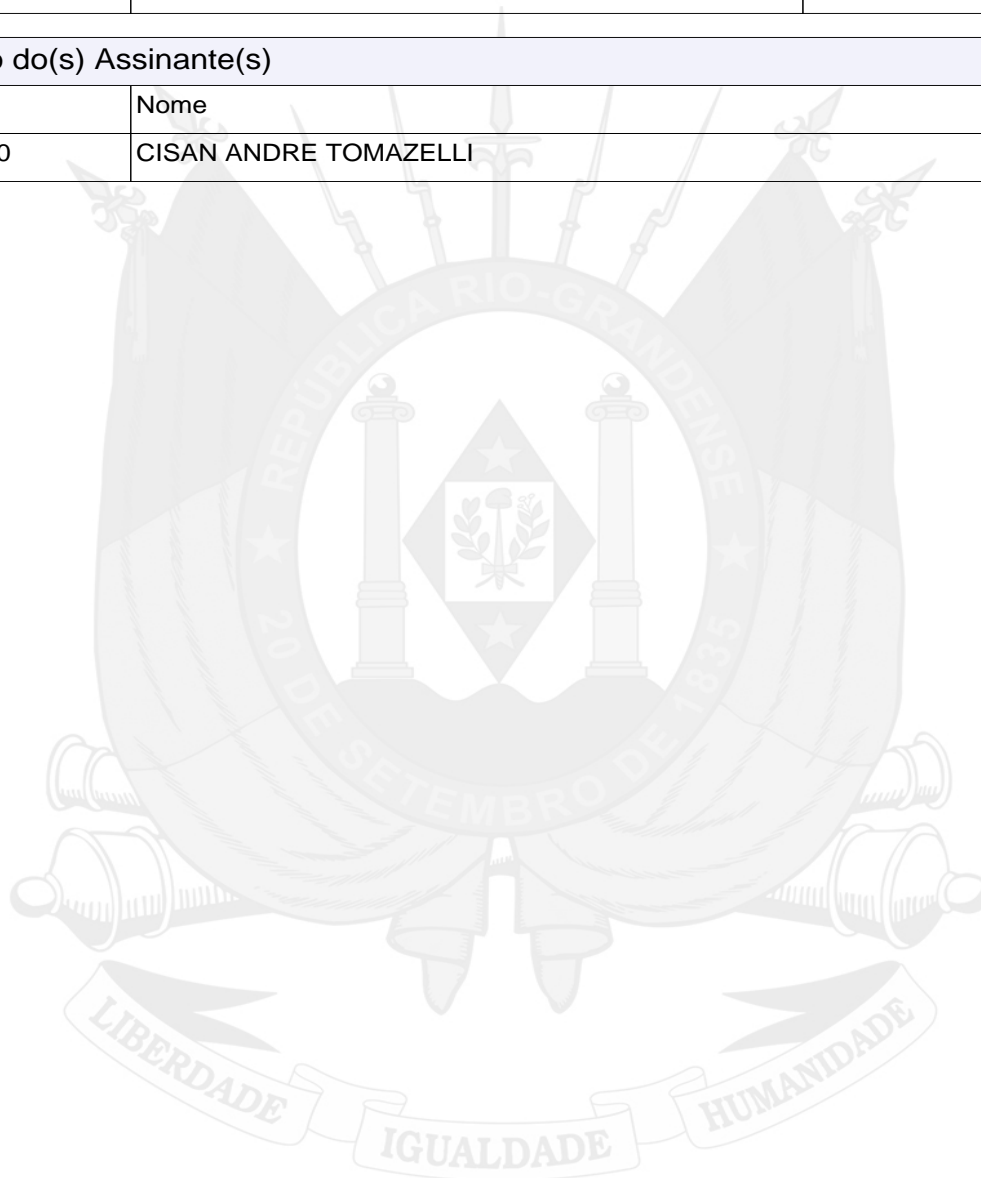 o do(s) Assinante(s)
Nome
0 CISAN ANDRE TOMAZELLI
REPÚBLICA RIO-GRANDENSE
20 DE SETEMBRO DE 1835
LIBERDADE IGUALDADE HUMANIDADE